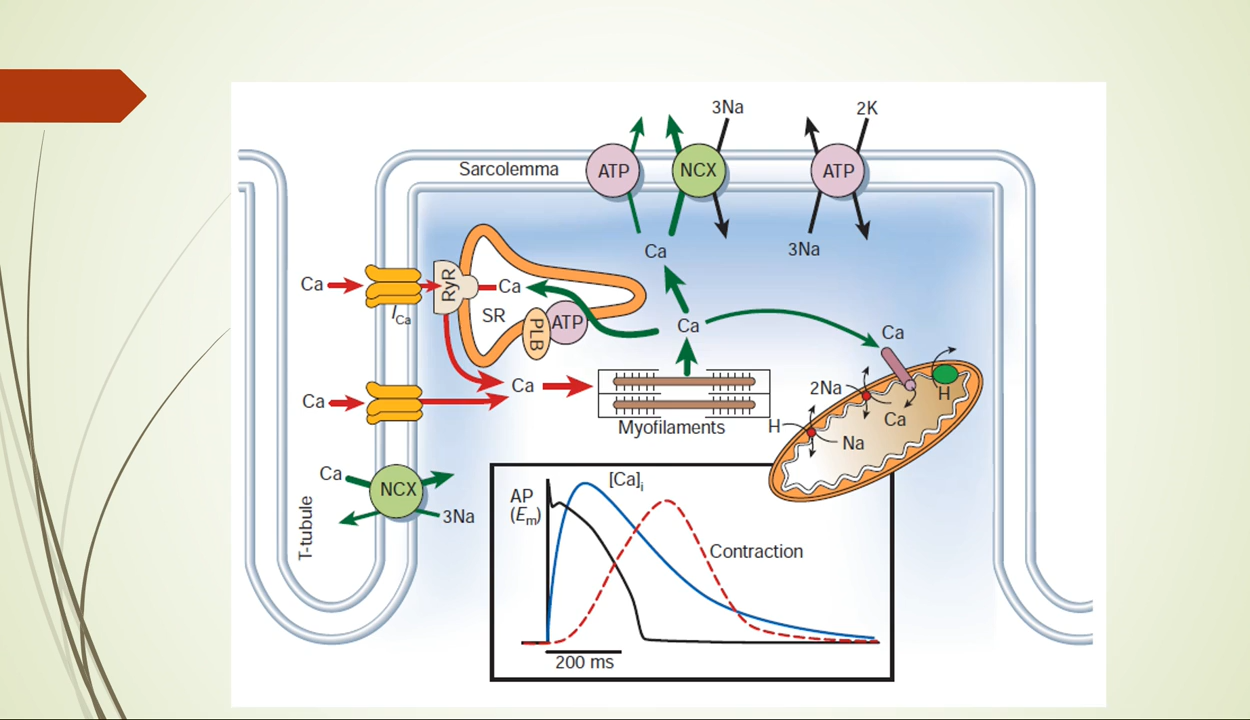 3Na
2K
Sarcolemma
ATP
NCX
ATP
3Na
Ca
Ca
RyR
Ca
I Ca
SR
PLB
ATP
Ca
Ca
Ca
Ca
2Na
H
Ca
H
Na
Myofilaments
Ca
NCX
3Na
T-tubule
AP
(Em)
[Ca]i
Contraction
200 ms